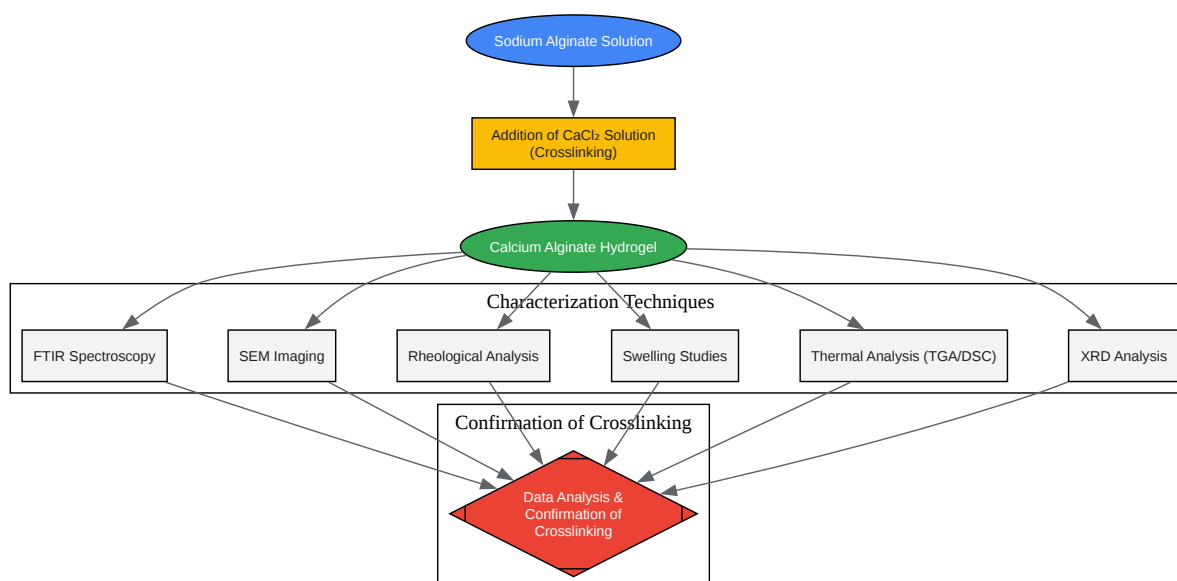 Sodium Alginate Solution
Addition of CaCl₂ Solution
(Crosslinking)
Calcium Alginate Hydrogel
Characterization Techniques
FTIR Spectroscopy
SEM Imaging
Rheological Analysis
Swelling Studies
Thermal Analysis (TGA/DSC)
XRD Analysis
Confirmation of Crosslinking
Data Analysis &
Confirmation of
Crosslinking